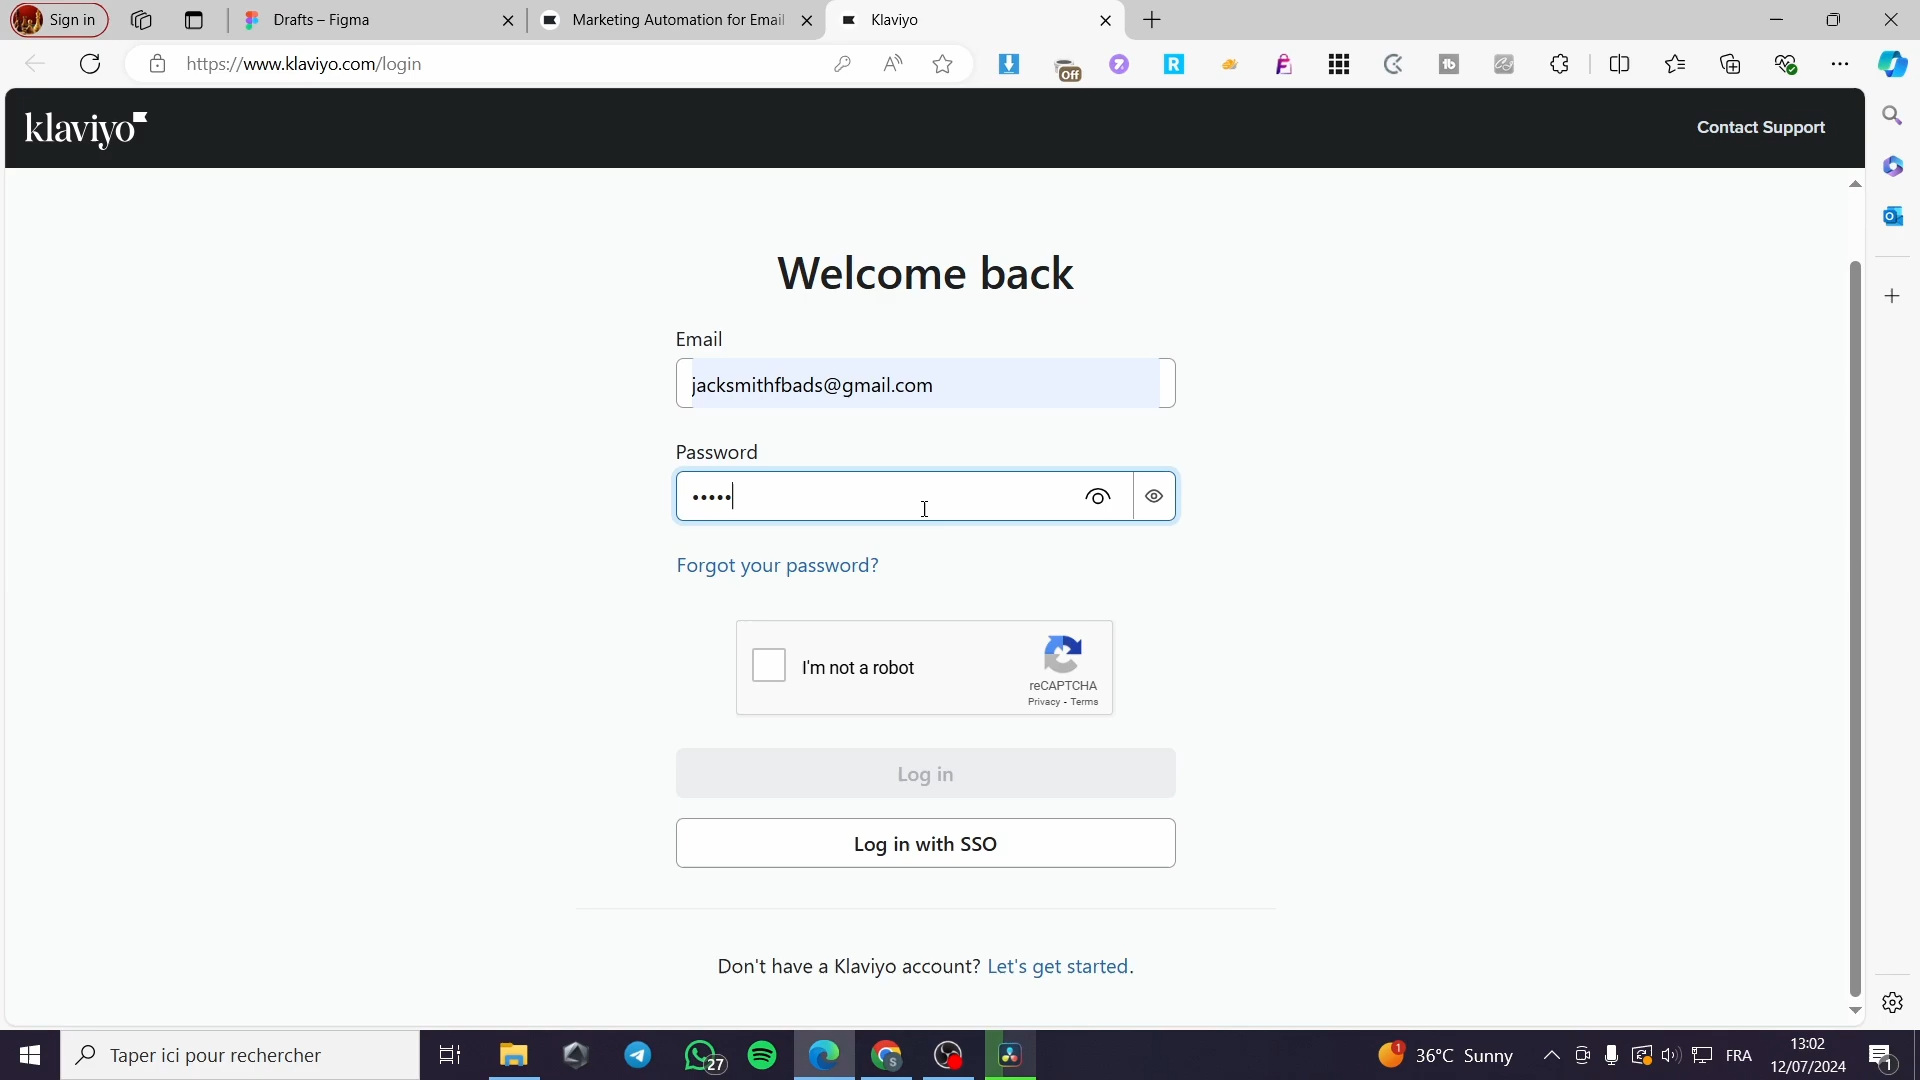 Sign in
Drafts – Figma
Marketing Automation for Email
Klaviyo
https://www.klaviyo.com/login
Off
klaviyo
Contact Support
Welcome back
Email
jacksmithfbads@gmail.com
Password
•••••
Forgot your password?
I'm not a robot
reCAPTCHA
Privacy - Terms
Log in
Log in with SSO
Don't have a Klaviyo account? Let's get started.
Taper ici pour rechercher
27
1
36°C Sunny
FRA
13:02
12/07/2024
1